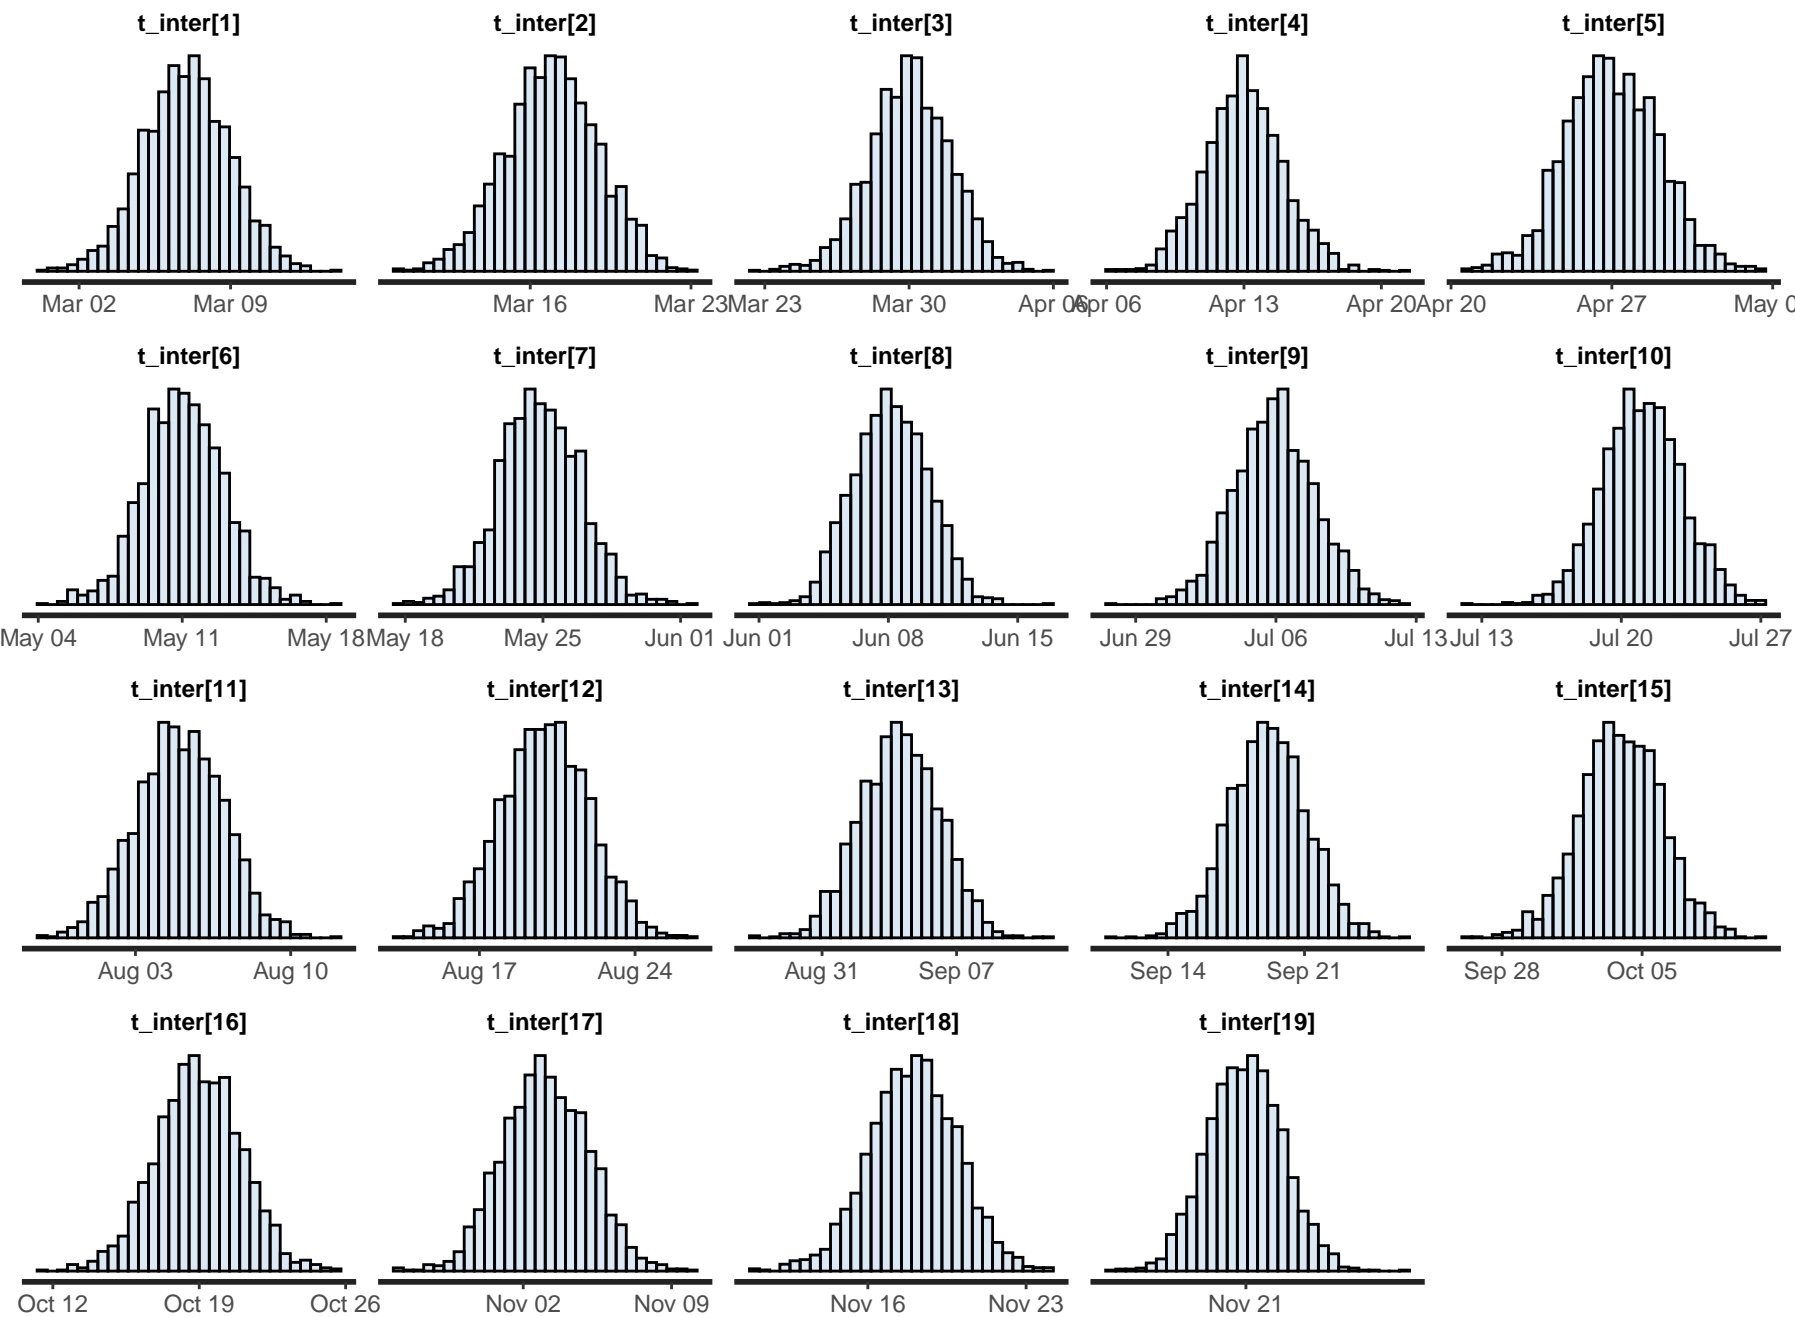 t_inter[1] t_inter[2] t_inter[3] t_inter[4] t_inter[5]
Mar 02 Mar 09 Mar 16 Mar 23 Mar 23 Mar 30 Apr 06 Apr 06 Apr 13 Apr 20 Apr 20 Apr 27 May 0
t_inter[6] t_inter[7] t_inter[8] t_inter[9] t_inter[10]
May 04 May 11 May 18 May 18 May 25 Jun 01 Jun 01 Jun 08 Jun 15 Jun 29 Jul 06 Jul 13 Jul 13 Jul 20 Jul 27
t_inter[11] t_inter[12] t_inter[13] t_inter[14] t_inter[15]
Aug 03 Aug 10 Aug 17 Aug 24 Aug 31 Sep 07 Sep 14 Sep 21 Sep 28 Oct 05
t_inter[16] t_inter[17] t_inter[18] t_inter[19]
Oct 12 Oct 19 Oct 26 Nov 02 Nov 09 Nov 16 Nov 23 Nov 21